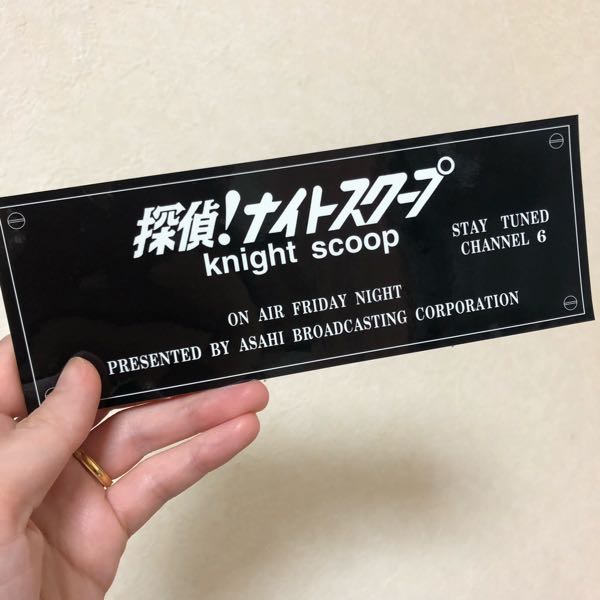 探偵!ナイトスクープ
knight scoop
STAY TUNED
CHANNEL 6
ON AIR FRIDAY NIGHT
PRESENTED BY ASAHI BROADCASTING CORPORATION